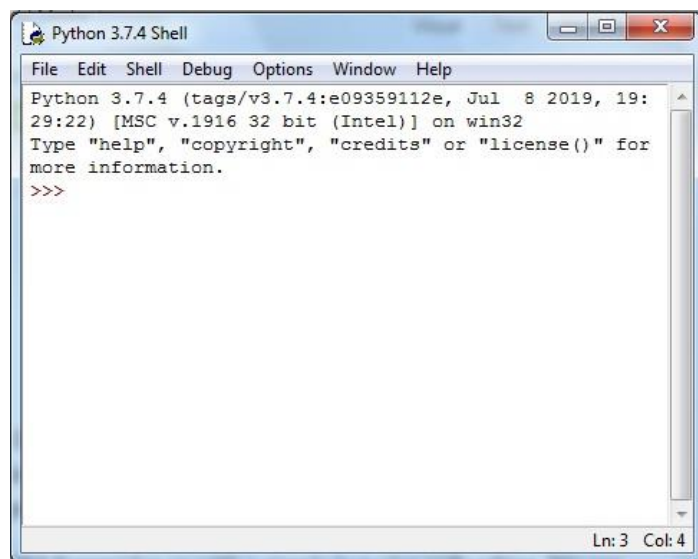 Python 3.7.4 Shell
File Edit Shell Debug Options Window Help
Python 3.7.4 (tags/v3.7.4:e09359112e, Jul  8 2019, 19:
29:22) [MSC v.1916 32 bit (Intel)] on win32
Type "help", "copyright", "credits" or "license()" for
more information.
>>>
Ln: 3 Col: 4